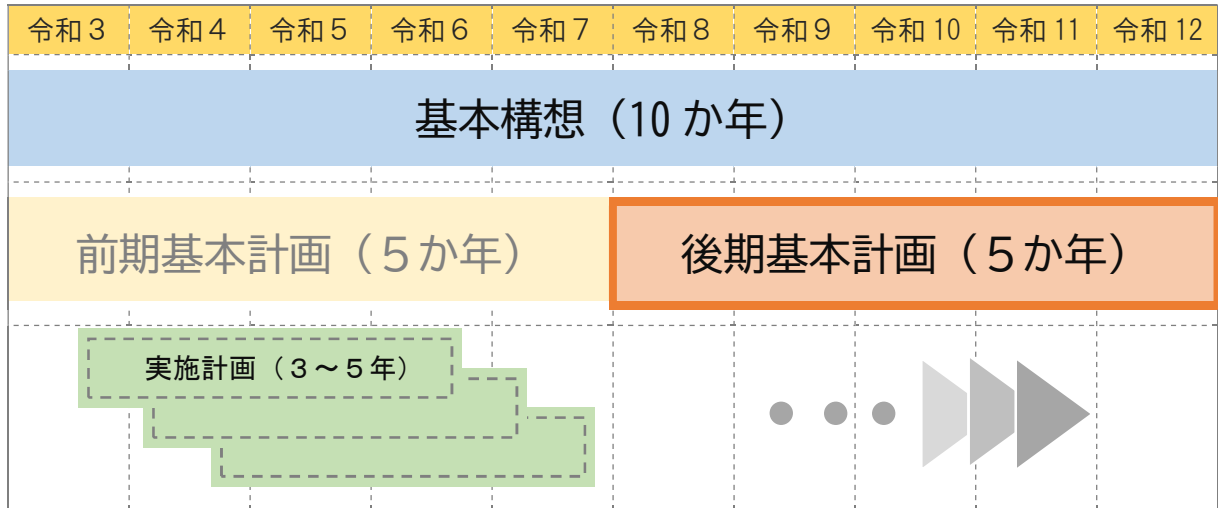 令和３ 令和４ 令和５ 令和６ 令和７ 令和８ 令和９ 令和10 令和11 令和12
基本構想（10か年）
前期基本計画（５か年） 後期基本計画（５か年）
実施計画（３～５年）